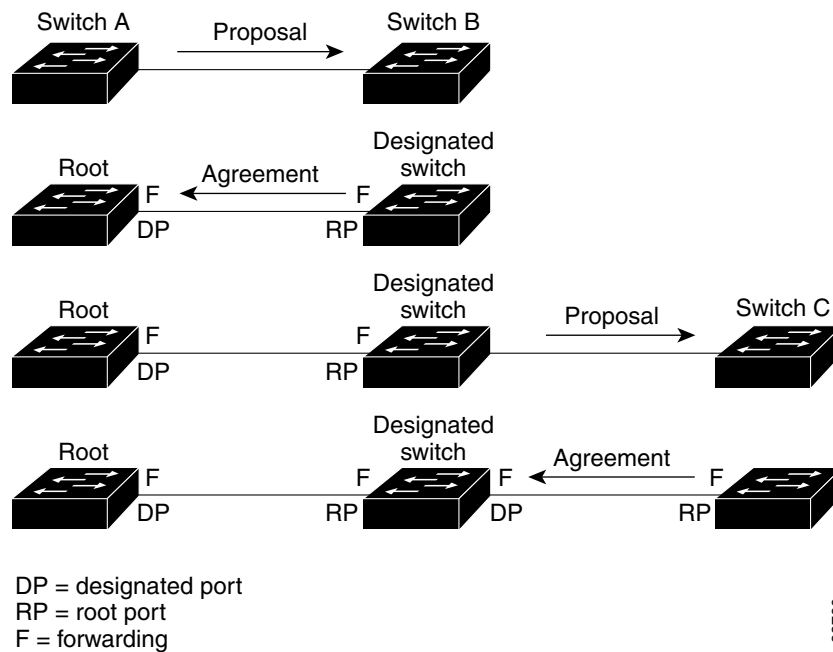 Switch A
Proposal
Switch B
Root
F
Agreement
F
Designated
switch
DP
RP
Root
F
F
Designated
switch
Proposal
Switch C
DP
RP
Root
F
F
Designated
switch
F
Agreement
F
DP
RP
DP
RP
DP = designated port
RP = root port
F = forwarding